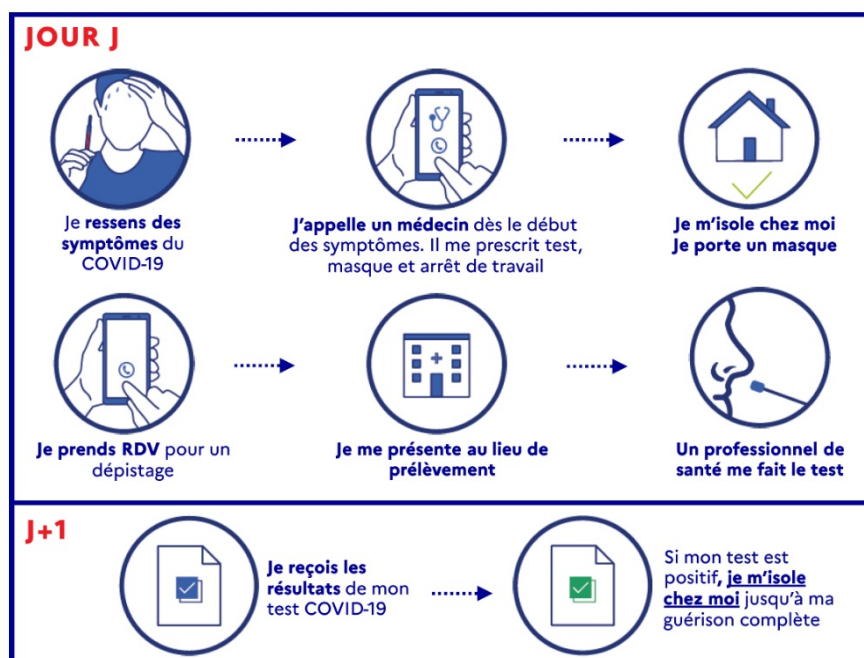 JOUR J
Je ressens des
symptômes du
COVID-19
J’appelle un médecin dès le début
des symptômes. Il me prescrit test,
masque et arrêt de travail
Je m’isole chez moi
Je porte un masque
Je prends RDV pour un
dépistage
Je me présente au lieu de
prélèvement
Un professionnel de
santé me fait le test
J+1
Je reçois les
résultats de mon
test COVID-19
Si mon test est
positif, je m’isole
chez moi jusqu’à ma
guérison complète